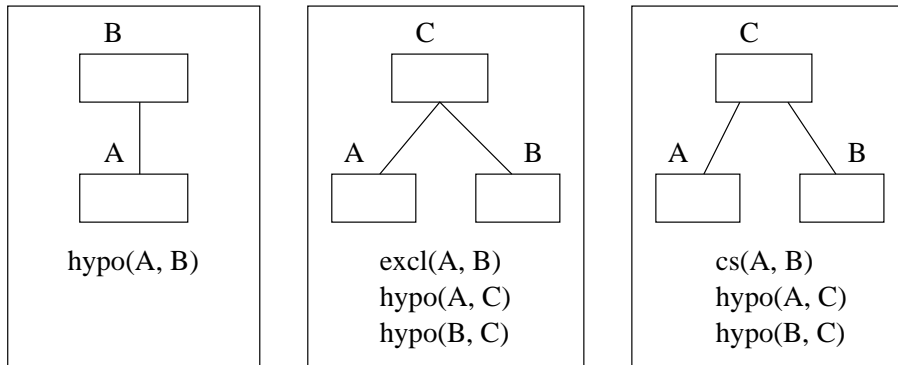 B
A
hypo(A, B)
C
A
B
excl(A, B)
hypo(A, C)
hypo(B, C)
C
A
B
cs(A, B)
hypo(A, C)
hypo(B, C)